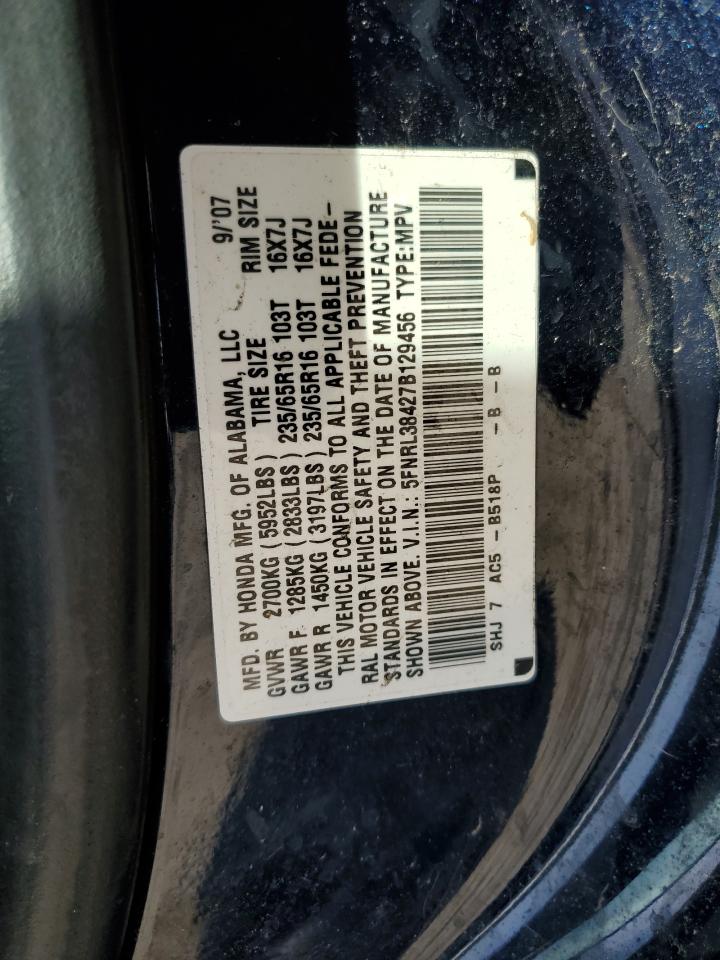 MFD. BY HONDA MFG. OF ALABAMA, LLC 9/'07
GVWR 2700KG (5952LBS) TIRE SIZE RIM SIZE
GAWR F 1285KG (2833LBS) 235/65R16 103T 16X7J
GAWR R 1450KG (3197LBS) 235/65R16 103T 16X7J
THIS VEHICLE CONFORMS TO ALL APPLICABLE FEDE-
RAL MOTOR VEHICLE SAFETY AND THEFT PREVENTION
STANDARDS IN EFFECT ON THE DATE OF MANUFACTURE
SHOWN ABOVE. V.I.N.: 5FNRL38427B129456 TYPE:MPV
SHJ 7 AC5 - B518P - B - B